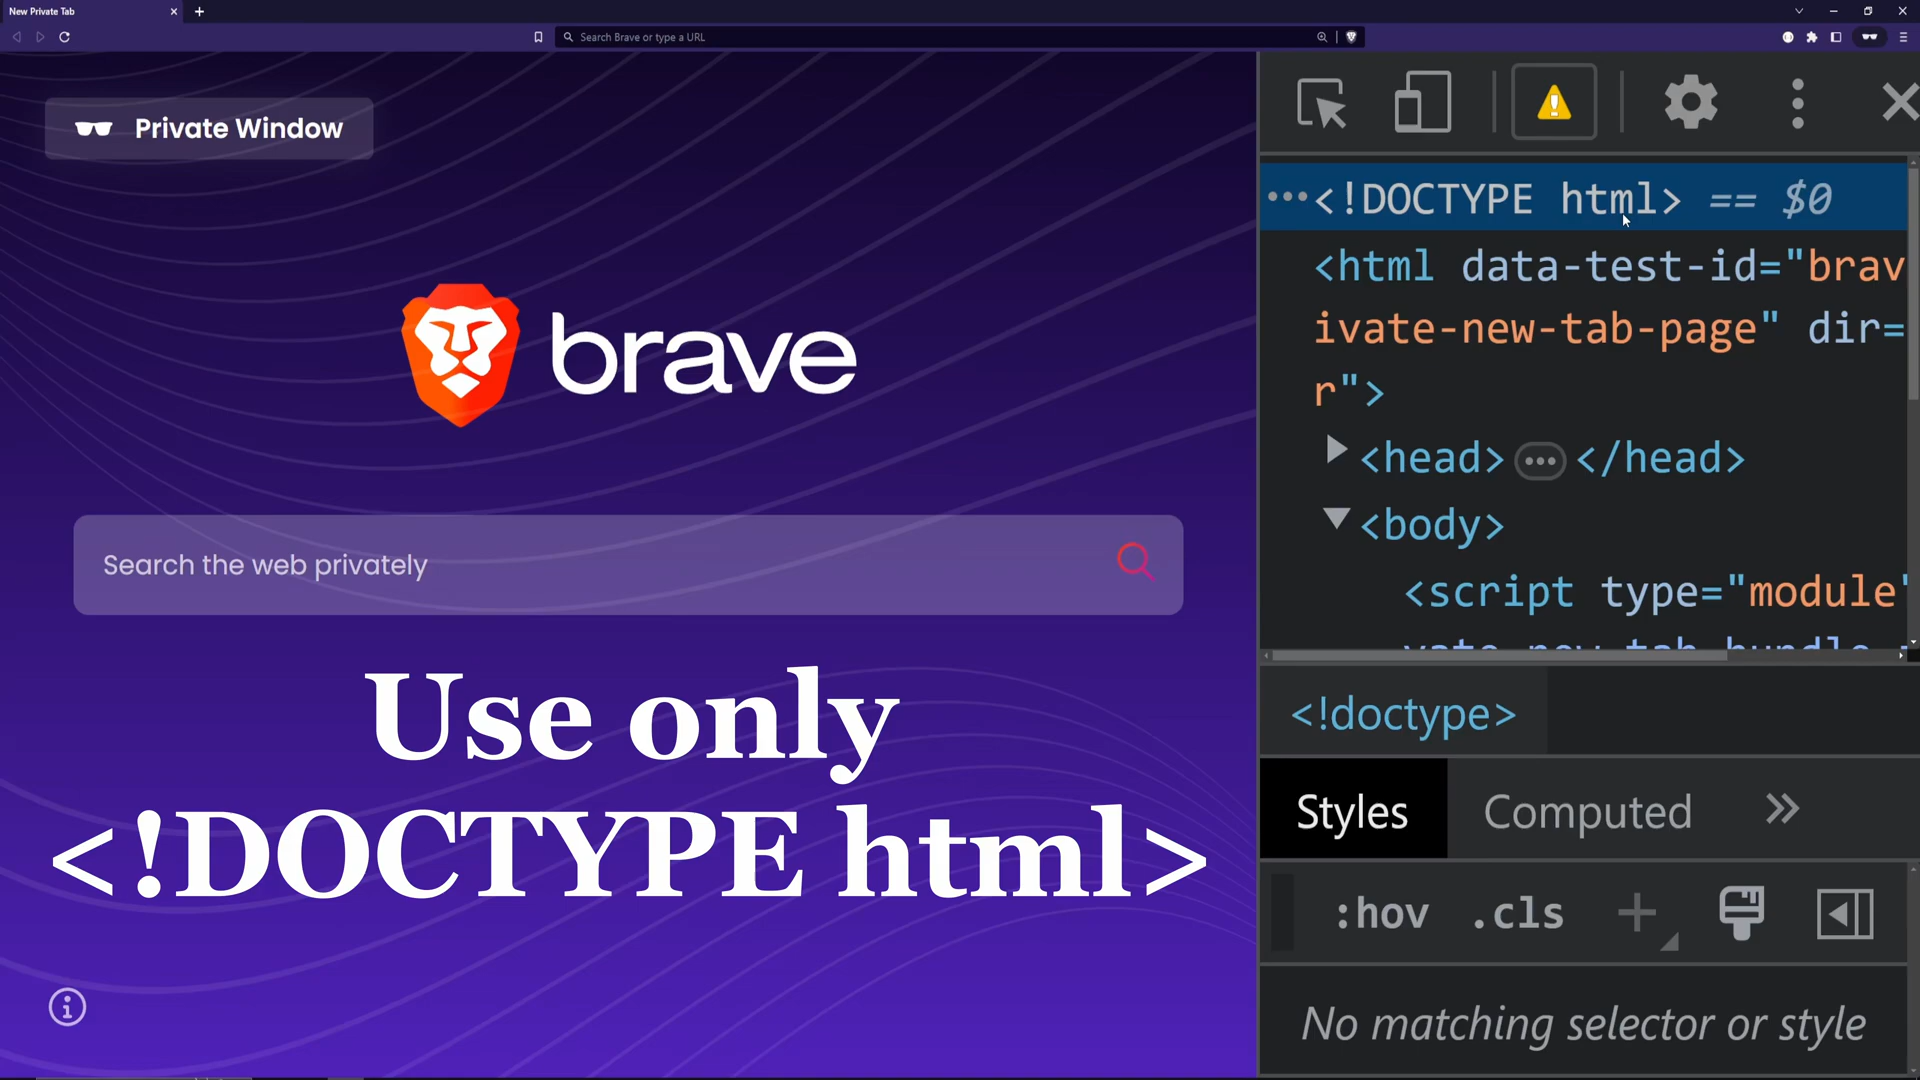 New Private Tab
Search Brave or type a URL
Private Window
brave
Search the web privately
Use only
<!DOCTYPE html>
<!DOCTYPE html> == $0
<html data-test-id="brav
ivate-new-tab-page" dir=
r">
<head> ••• </head>
<body>
<script type="module"
<!doctype>
Styles Computed
:hov .cls
No matching selector or style